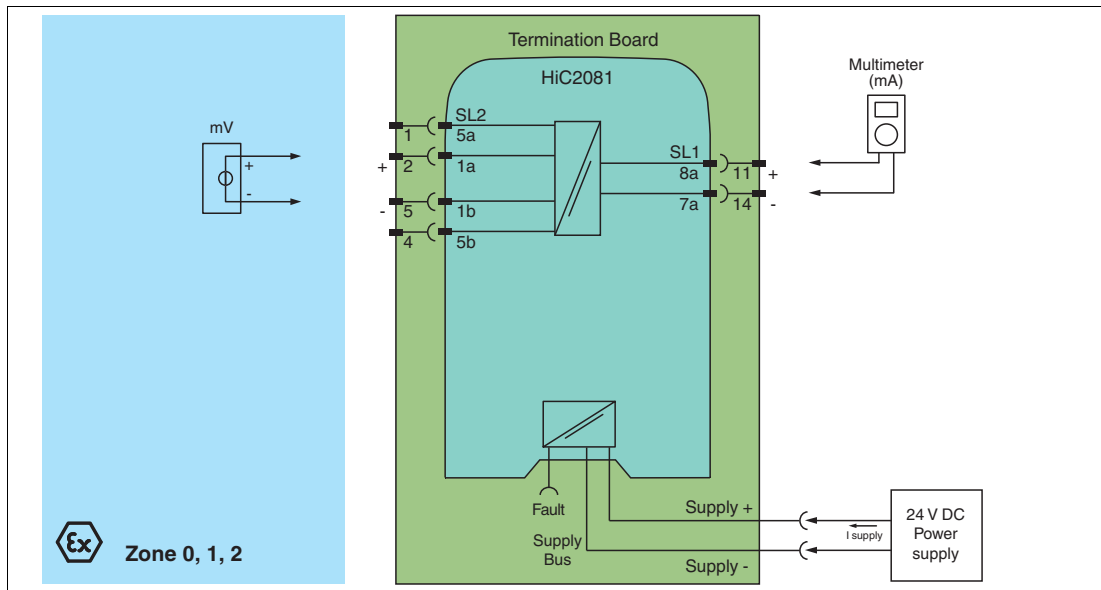 Termination Board
HiC2081
Multimeter
(mA)
mV
+
-
SL2
1
5a
+
2
1a
-
5
1b
4
5b
SL1
8a
11
+
7a
14
-
Fault
Supply
Bus
Supply +
Supply -
I supply
24 V DC
Power
supply
Ex
Zone 0, 1, 2